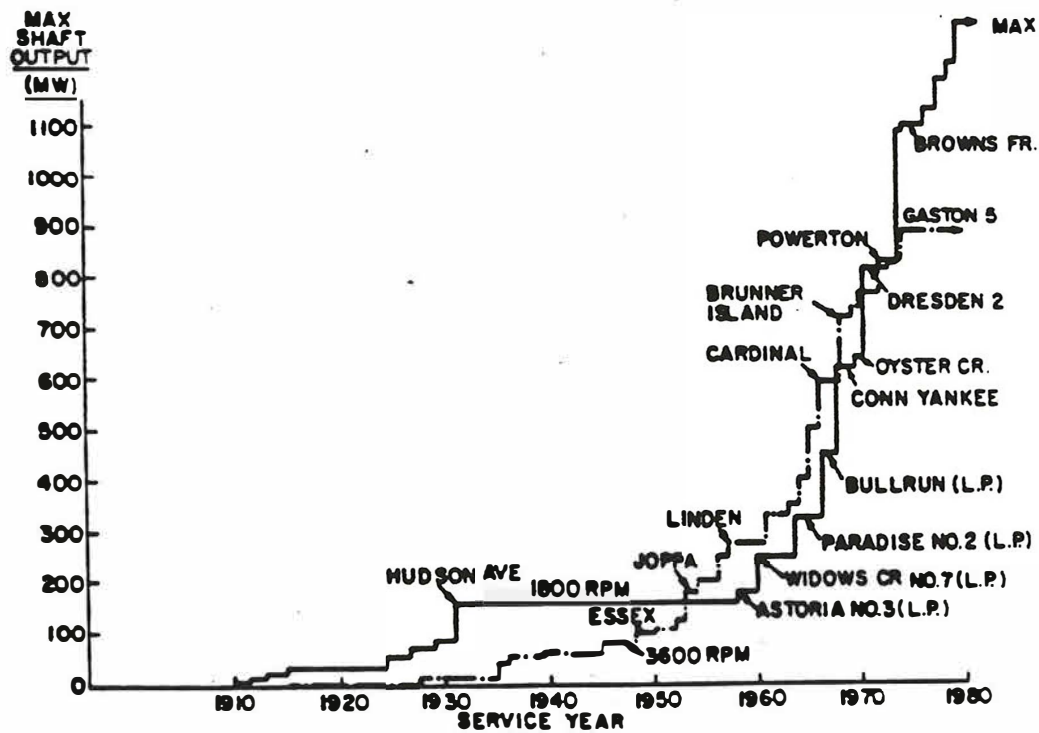 MAX
SHAFT
OUTPUT
(MW)
MAX
1100
BROWNS FR.
1000
GASTON 5
900
POWERTON
800
DRESDEN 2
BRUNNER
ISLAND
700
CARDINAL
OYSTER CR.
600
CONN YANKEE
500
BULLRUN (L.P.)
400
LINDEN
300
PARADISE NO.2 (L.P.)
JOPPA
HUDSON AVE
1800 RPM
WIDOWS CR NO.7 (L.P.)
200
ESSEX
ASTORIA NO.3 (L.P.)
100
3600 RPM
0
1910 1920 1930 1940 1950 1960 1970 1980
SERVICE YEAR